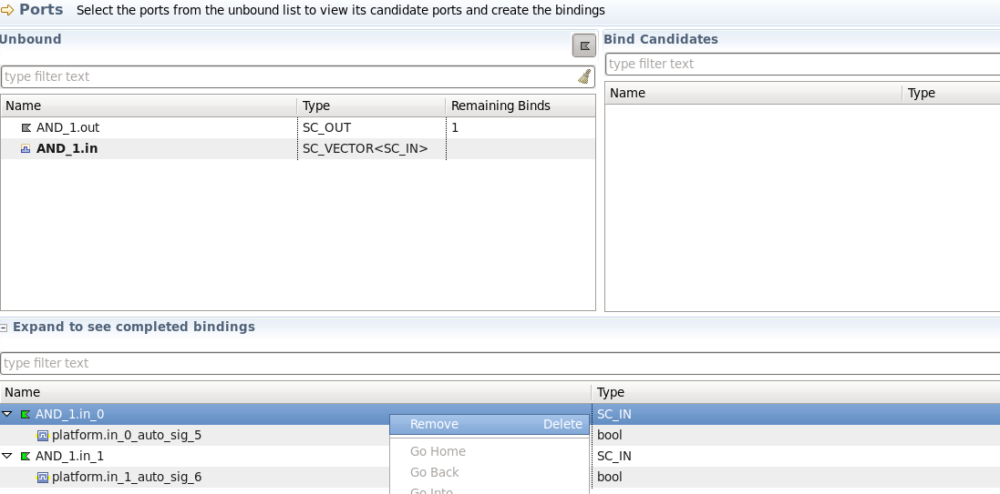 Ports Select the ports from the unbound list to view its candidate ports and create the bindings
Unbound
type filter text
Name Type Remaining Binds
AND_1.out SC_OUT 1
AND_1.in SC_VECTOR<SC_IN>
Bind Candidates
type filter text
Name Type
Expand to see completed bindings
type filter text
Name Type
AND_1.in_0 SC_IN
platform.in_0_auto_sig_5 bool
AND_1.in_1 SC_IN
platform.in_1_auto_sig_6 bool
Remove Delete
Go Home
Go Back
Go Into